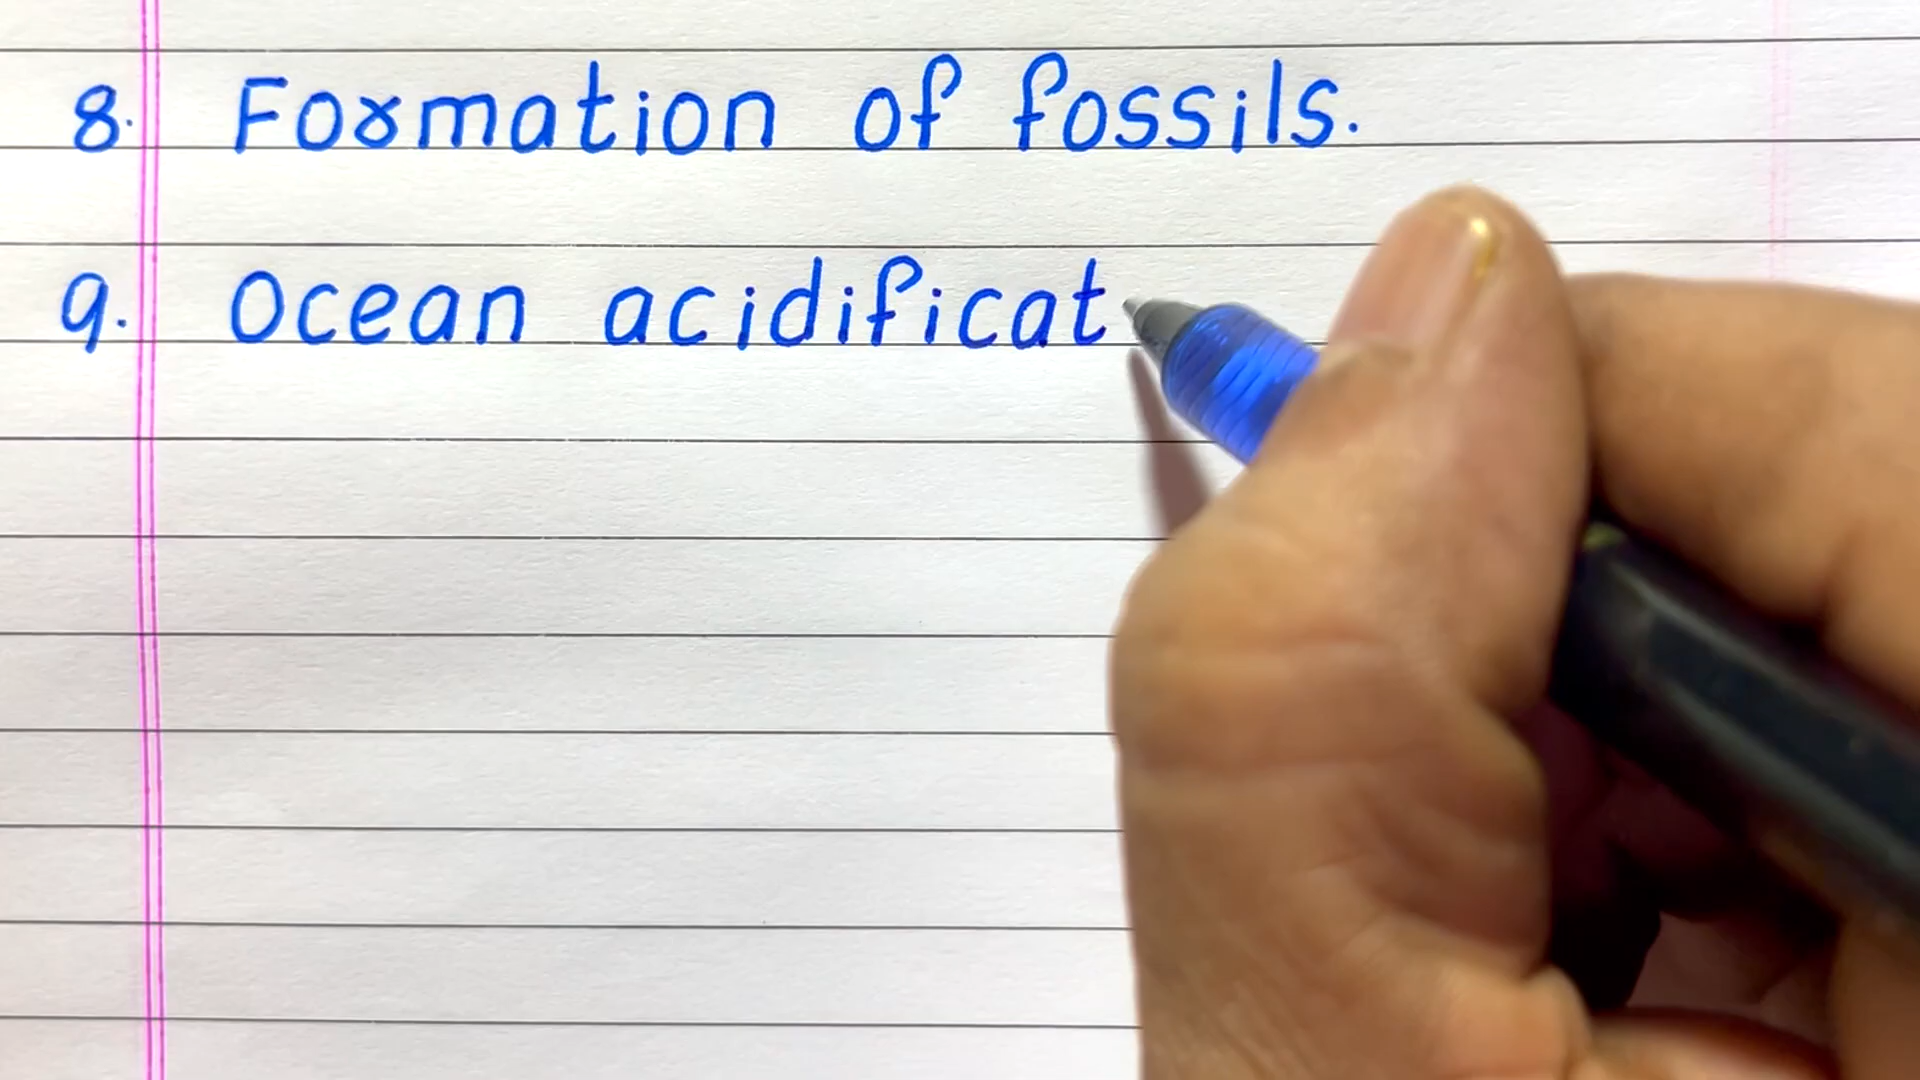 8. Formation of fossils.
9. Ocean acidificat